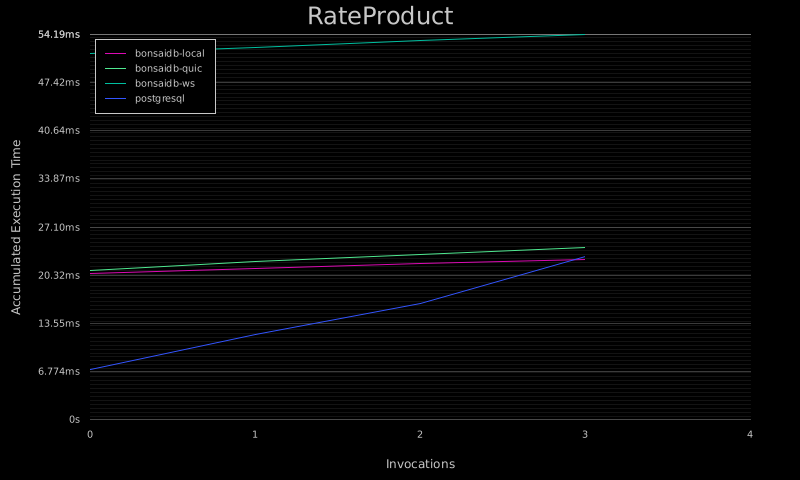 RateProduct
54.19ms
47.42ms
40.64ms
33.87ms
27.10ms
20.32ms
13.55ms
6.774ms
0s
bonsaidb-local
bonsaidb-quic
bonsaidb-ws
postgresql
Accumulated Execution Time
0 1 2 3 4
Invocations